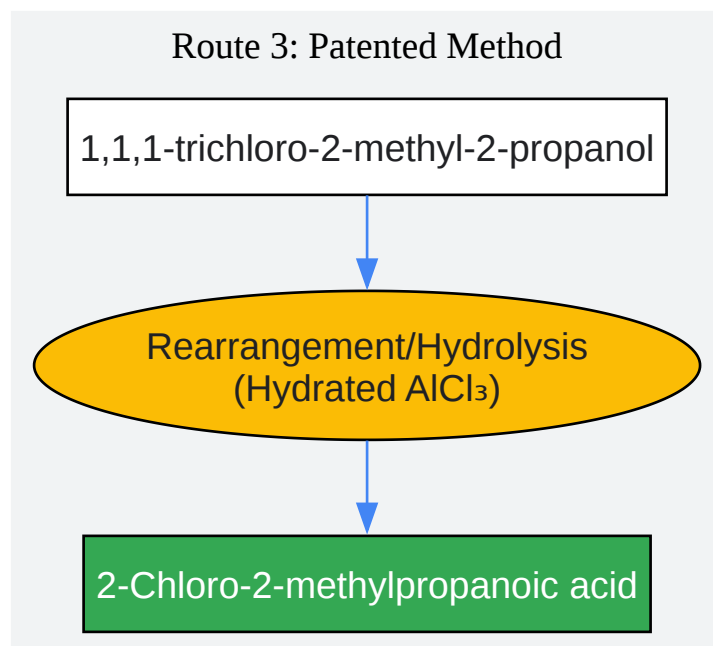 Route 3: Patented Method
1,1,1-trichloro-2-methyl-2-propanol
Rearrangement/Hydrolysis
(Hydrated AlCl₃)
2-Chloro-2-methylpropanoic acid